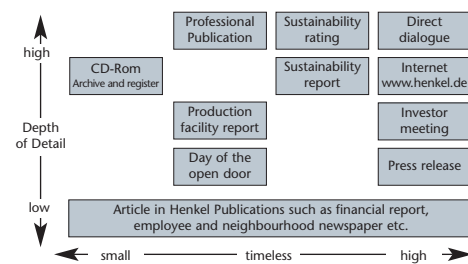 high
Depth
of Detail
low
Professional
Publication
Sustainability
rating
Direct
dialogue
CD-Rom
Archive and register
Sustainability
report
Internet
www.henkel.de
Production
facility report
Investor
meeting
Day of the
open door
Press release
Article in Henkel Publications such as financial report,
employee and neighbourhood newspaper etc.
small
timeless
high